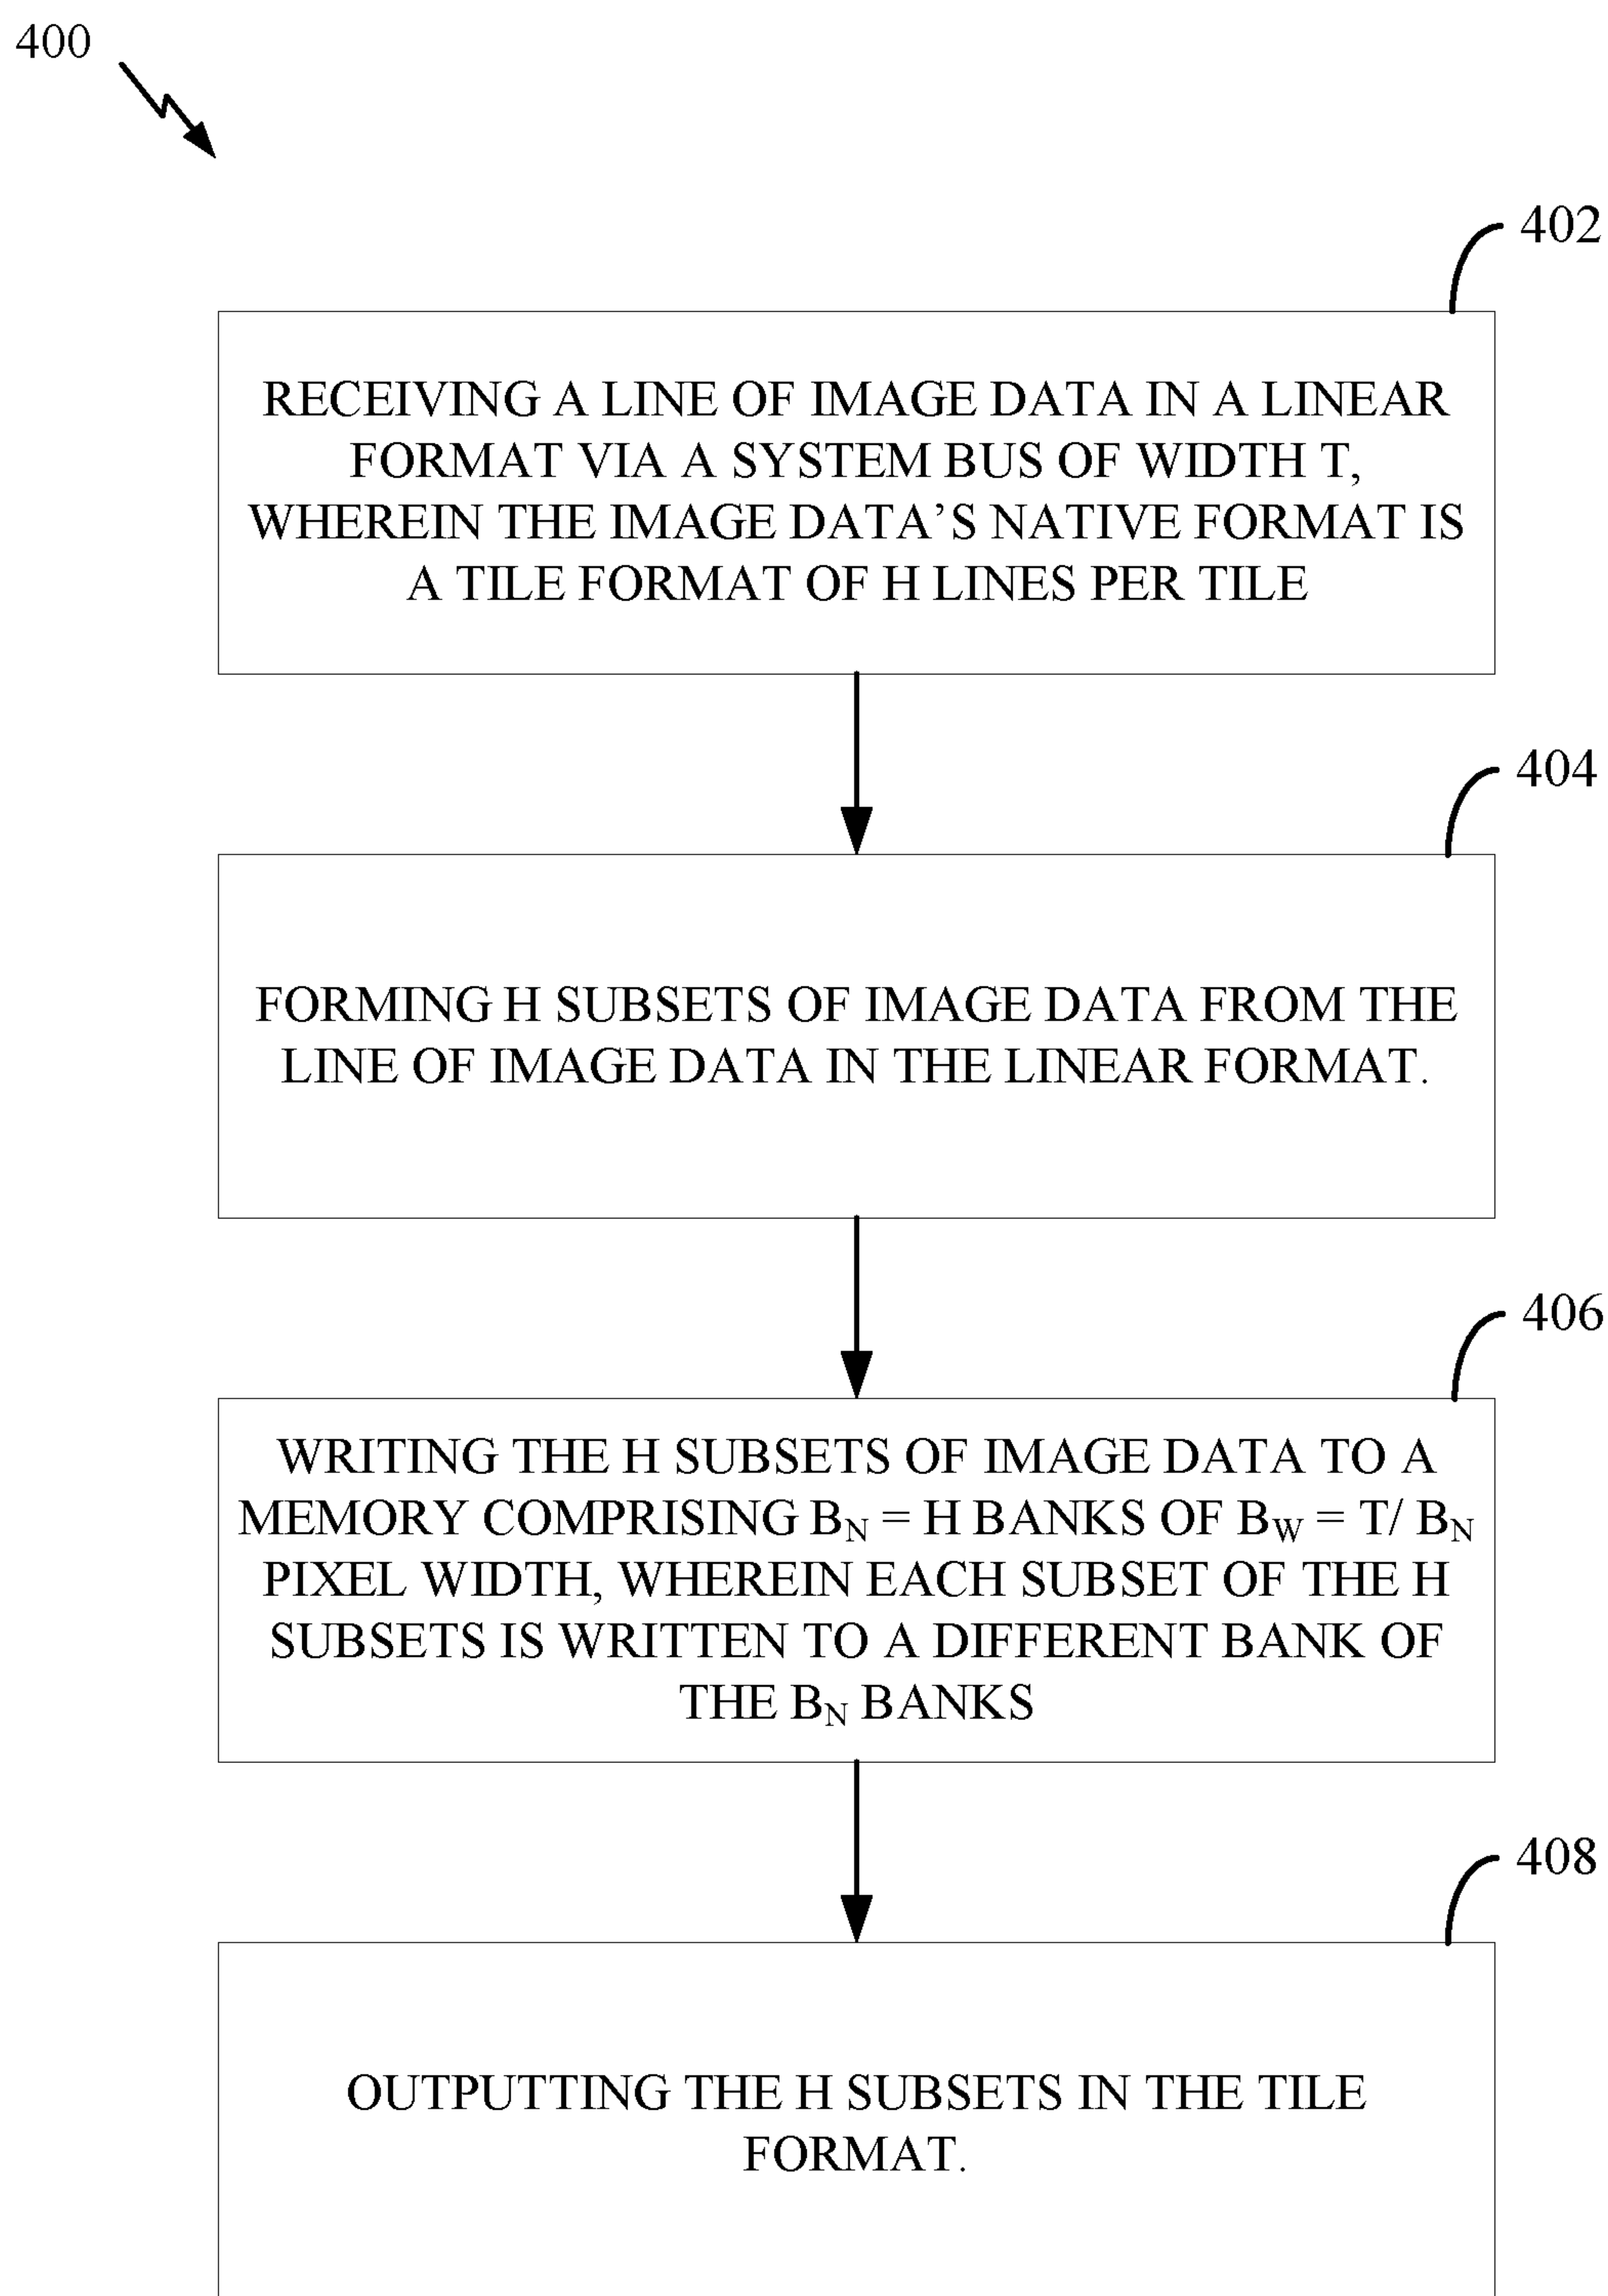 400
402
RECEIVING A LINE OF IMAGE DATA IN A LINEAR
FORMAT VIA A SYSTEM BUS OF WIDTH T,
WHEREIN THE IMAGE DATA’S NATIVE FORMAT IS
A TILE FORMAT OF H LINES PER TILE
404
FORMING H SUBSETS OF IMAGE DATA FROM THE
LINE OF IMAGE DATA IN THE LINEAR FORMAT.
406
WRITING THE H SUBSETS OF IMAGE DATA TO A
MEMORY COMPRISING B_N = H BANKS OF B_W = T/ B_N
PIXEL WIDTH, WHEREIN EACH SUBSET OF THE H
SUBSETS IS WRITTEN TO A DIFFERENT BANK OF
THE B_N BANKS
408
OUTPUTTING THE H SUBSETS IN THE TILE
FORMAT.